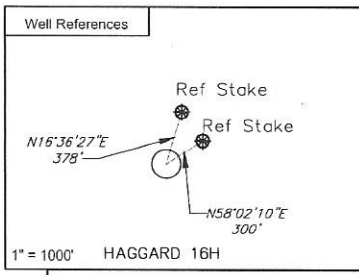 Well References
Ref Stake
Ref Stake
N16°36'27"E
378'
N58°02'10"E
300'
1" = 1000' HAGGARD 16H